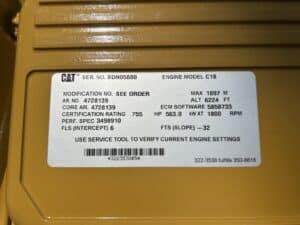 CAT SER. NO. SDN05680 ENGINE MODEL C18
MODIFICATION NO. SEE ORDER MAX 1897 M
AR NO. 4728139 ALT 6224 FT
CORE AR. 4728139 ECM SOFTWARE 5858733
CERTIFICATION RATING 755 HP 563.0 kW AT 1800 RPM
PERF. SPEC 3498910
FLS (INTERCEPT) 6 FTS (SLOPE) -32
USE SERVICE TOOL TO VERIFY CURRENT ENGINE SETTINGS